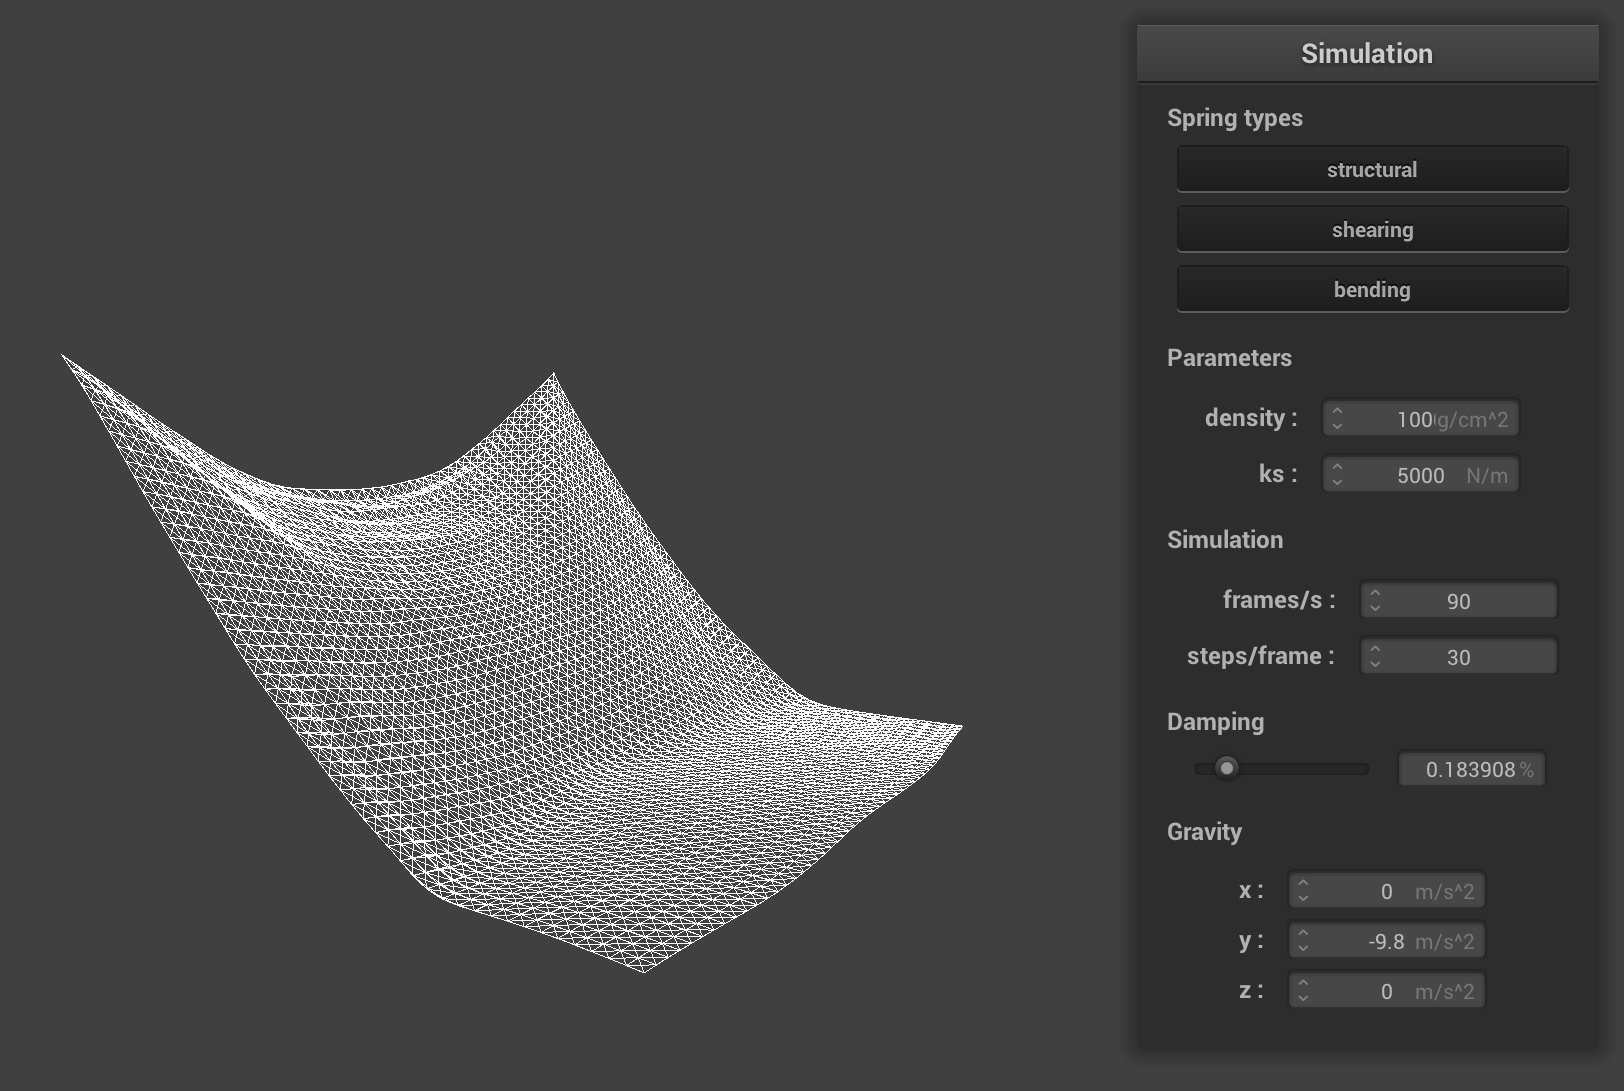 Simulation
Spring types
structural
shearing
bending
Parameters
density : 100 g/cm^2
ks : 5000 N/m
Simulation
frames/s : 90
steps/frame : 30
Damping
0.183908 %
Gravity
x : 0 m/s^2
y : -9.8 m/s^2
z : 0 m/s^2